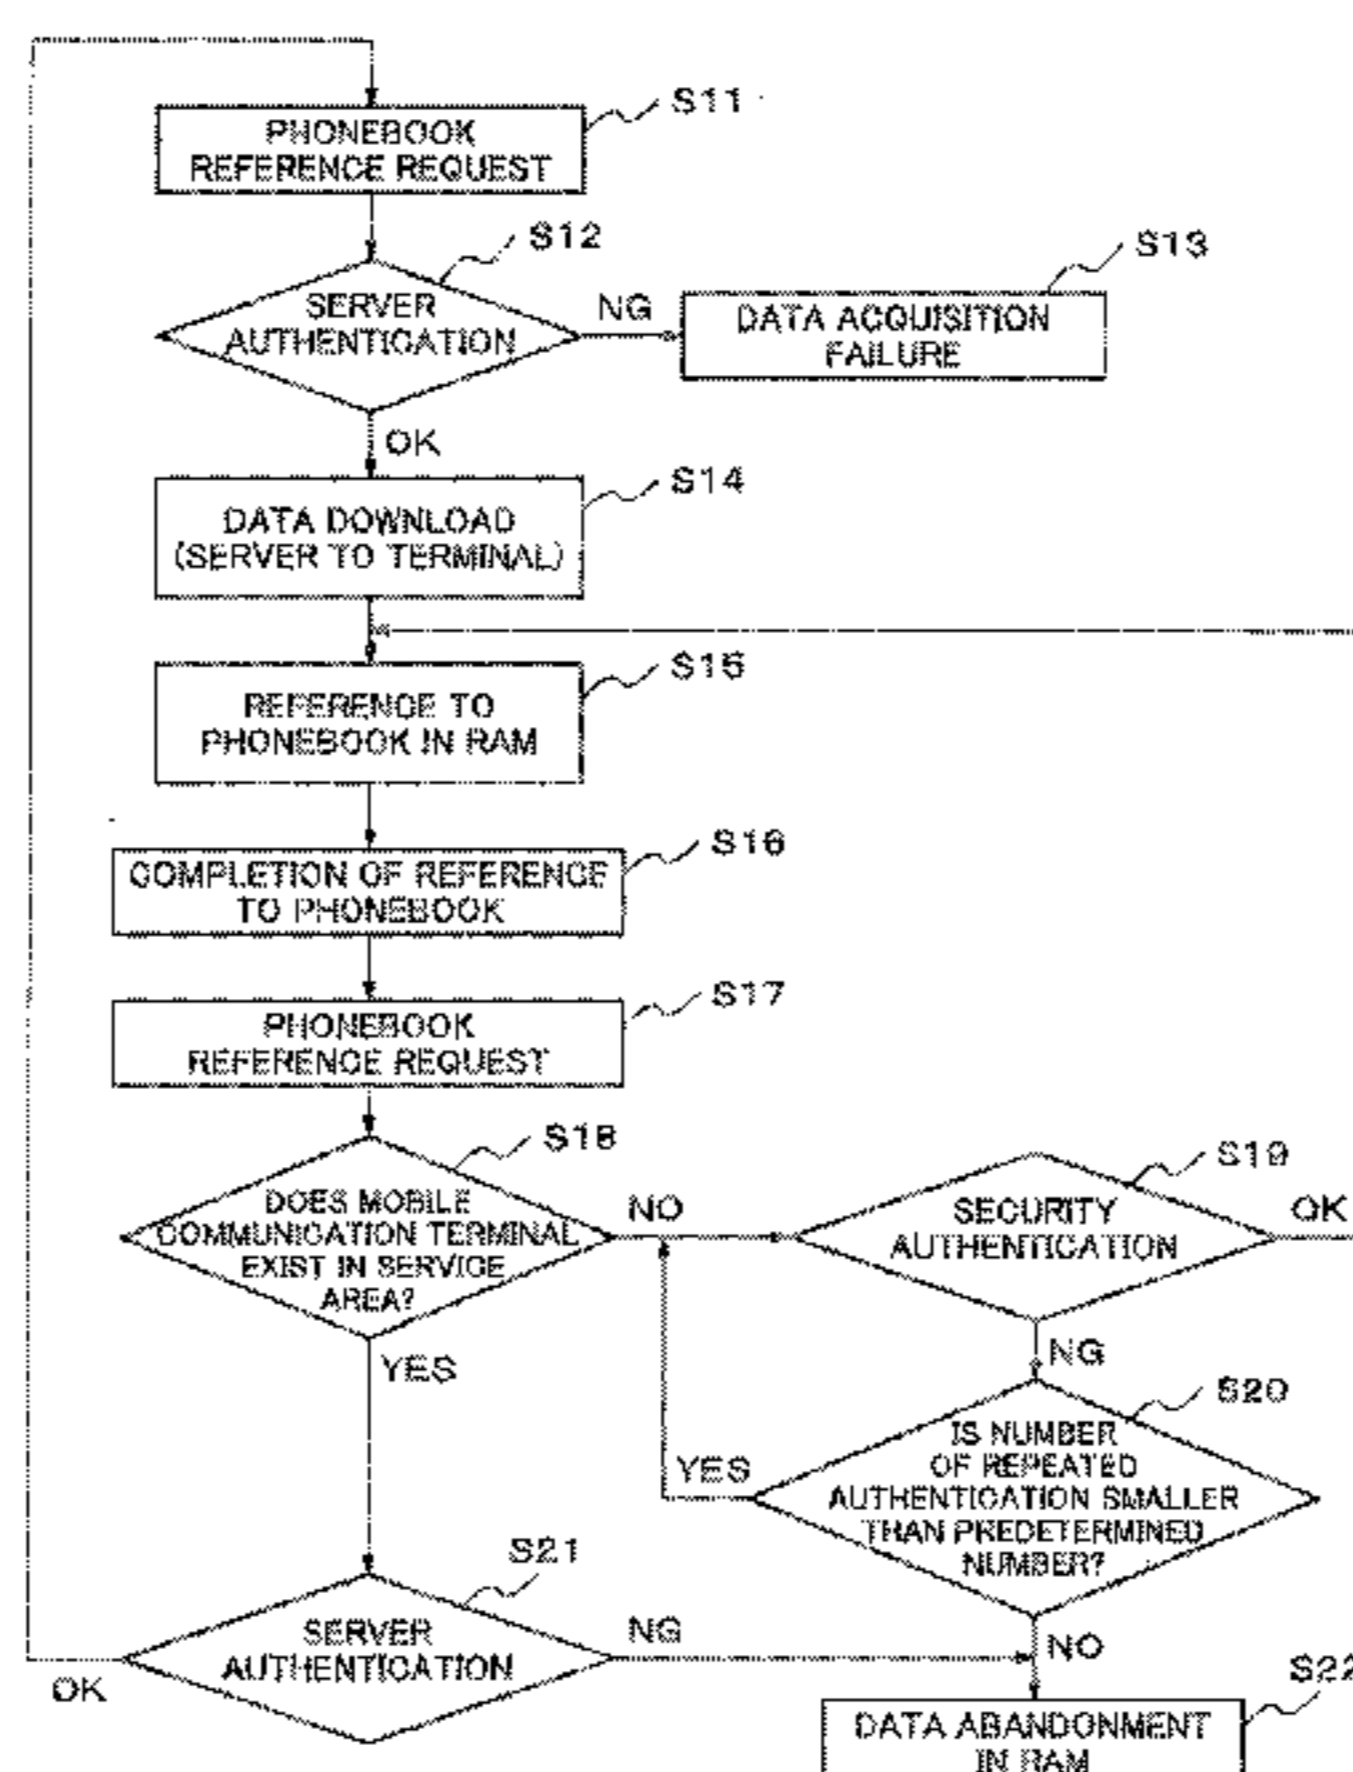 S11
PHONEBOOK
REFERENCE REQUEST
S12
SERVER
AUTHENTICATION
NG
S13
DATA ACQUISITION
FAILURE
OK
S14
DATA DOWNLOAD
(SERVER TO TERMINAL)
S15
REFERENCE TO
PHONEBOOK IN RAM
S16
COMPLETION OF REFERENCE
TO PHONEBOOK
S17
PHONEBOOK
REFERENCE REQUEST
S18
DOES MOBILE
COMMUNICATION TERMINAL
EXIST IN SERVICE
AREA?
NO
S19
SECURITY
AUTHENTICATION
OK
YES
NG
S20
IS NUMBER
OF REPEATED
AUTHENTICATION SMALLER
THAN PREDETERMINED
NUMBER?
YES
S21
SERVER
AUTHENTICATION
OK
NG
NO
S22
DATA ABANDONMENT
IN RAM